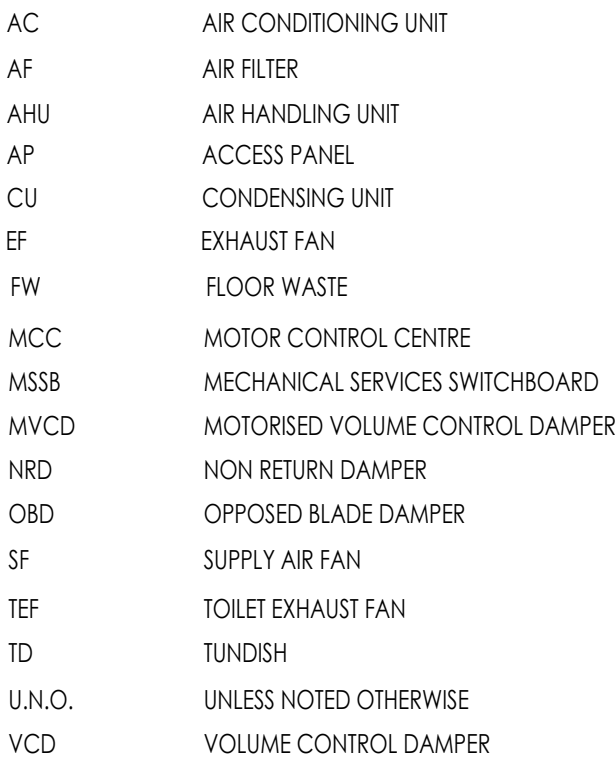 AC AIR CONDITIONING UNIT
AF AIR FILTER
AHU AIR HANDLING UNIT
AP ACCESS PANEL
CU CONDENSING UNIT
EF EXHAUST FAN
FW FLOOR WASTE
MCC MOTOR CONTROL CENTRE
MSSB MECHANICAL SERVICES SWITCHBOARD
MVCD MOTORISED VOLUME CONTROL DAMPER
NRD NON RETURN DAMPER
OBD OPPOSED BLADE DAMPER
SF SUPPLY AIR FAN
TEF TOILET EXHAUST FAN
TD TUNDISH
U.N.O. UNLESS NOTED OTHERWISE
VCD VOLUME CONTROL DAMPER